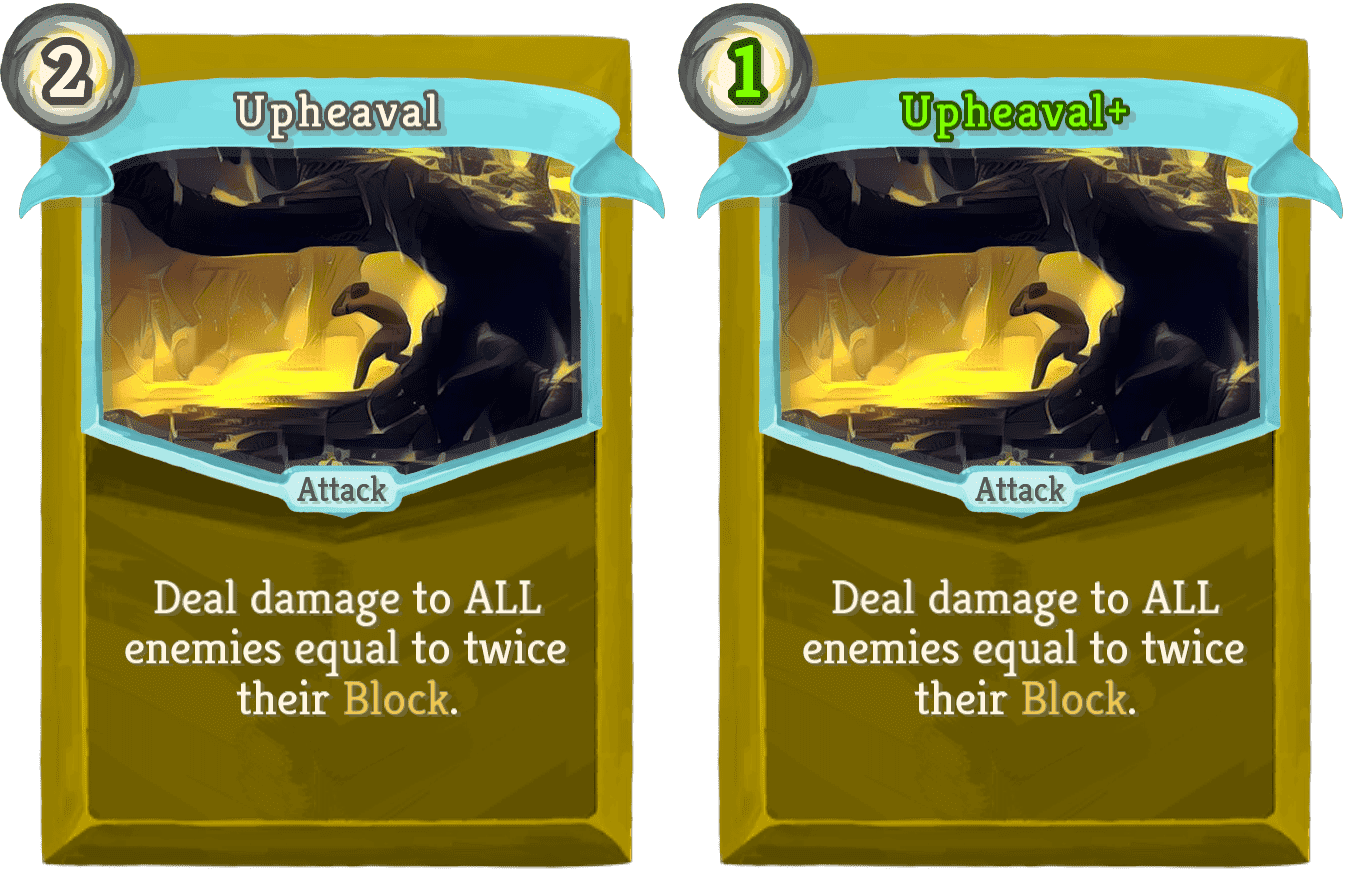 2
Upheaval
Attack
Deal damage to ALL
enemies equal to twice
their Block.
1
Upheaval+
Attack
Deal damage to ALL
enemies equal to twice
their Block.